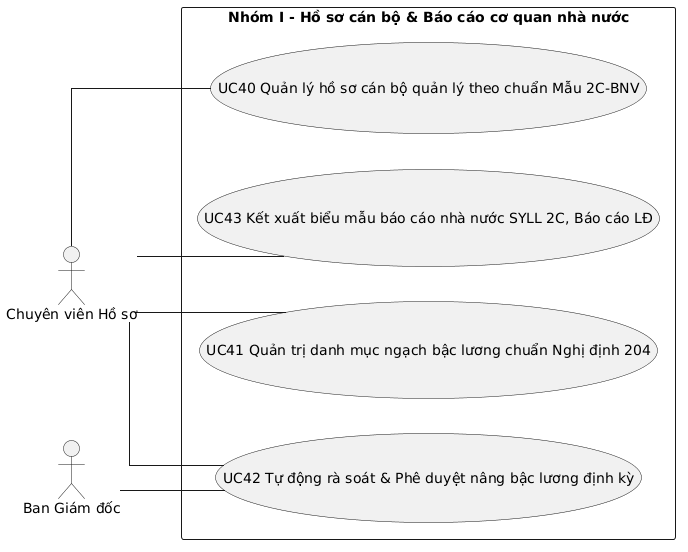 Nhóm I - Hồ sơ cán bộ & Báo cáo cơ quan nhà nước
UC40 Quản lý hồ sơ cán bộ quản lý theo chuẩn Mẫu 2C-BNV
UC43 Kết xuất biểu mẫu báo cáo nhà nước SYLL 2C, Báo cáo LĐ
Chuyên viên Hồ sơ
UC41 Quản trị danh mục ngạch bậc lương chuẩn Nghị định 204
UC42 Tự động rà soát & Phê duyệt nâng bậc lương định kỳ
Ban Giám đốc